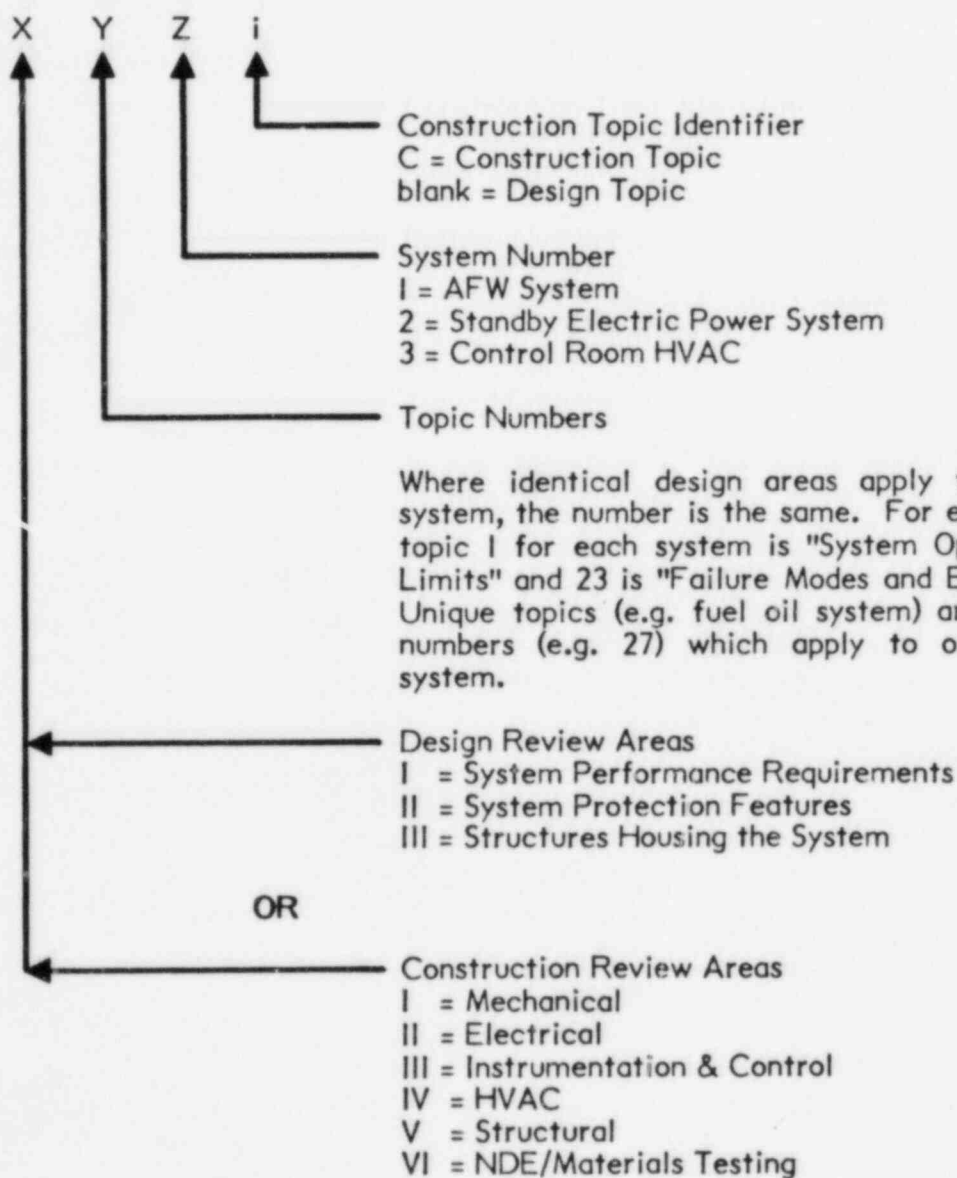 X Y Z i
Construction Topic Identifier
C = Construction Topic
blank = Design Topic
System Number
I = AFW System
2 = Standby Electric Power System
3 = Control Room HVAC
Topic Numbers
Where identical design areas apply
system, the number is the same. For
topic I for each system is "System
Limits" and 23 is "Failure Modes and
Unique topics (e.g. fuel oil system)
numbers (e.g. 27) which apply to
system.
Design Review Areas
I = System Performance Requirements
II = System Protection Features
III = Structures Housing the System
OR
Construction Review Areas
I = Mechanical
II = Electrical
III = Instrumentation & Control
IV = HVAC
V = Structural
VI = NDE/Materials Testing